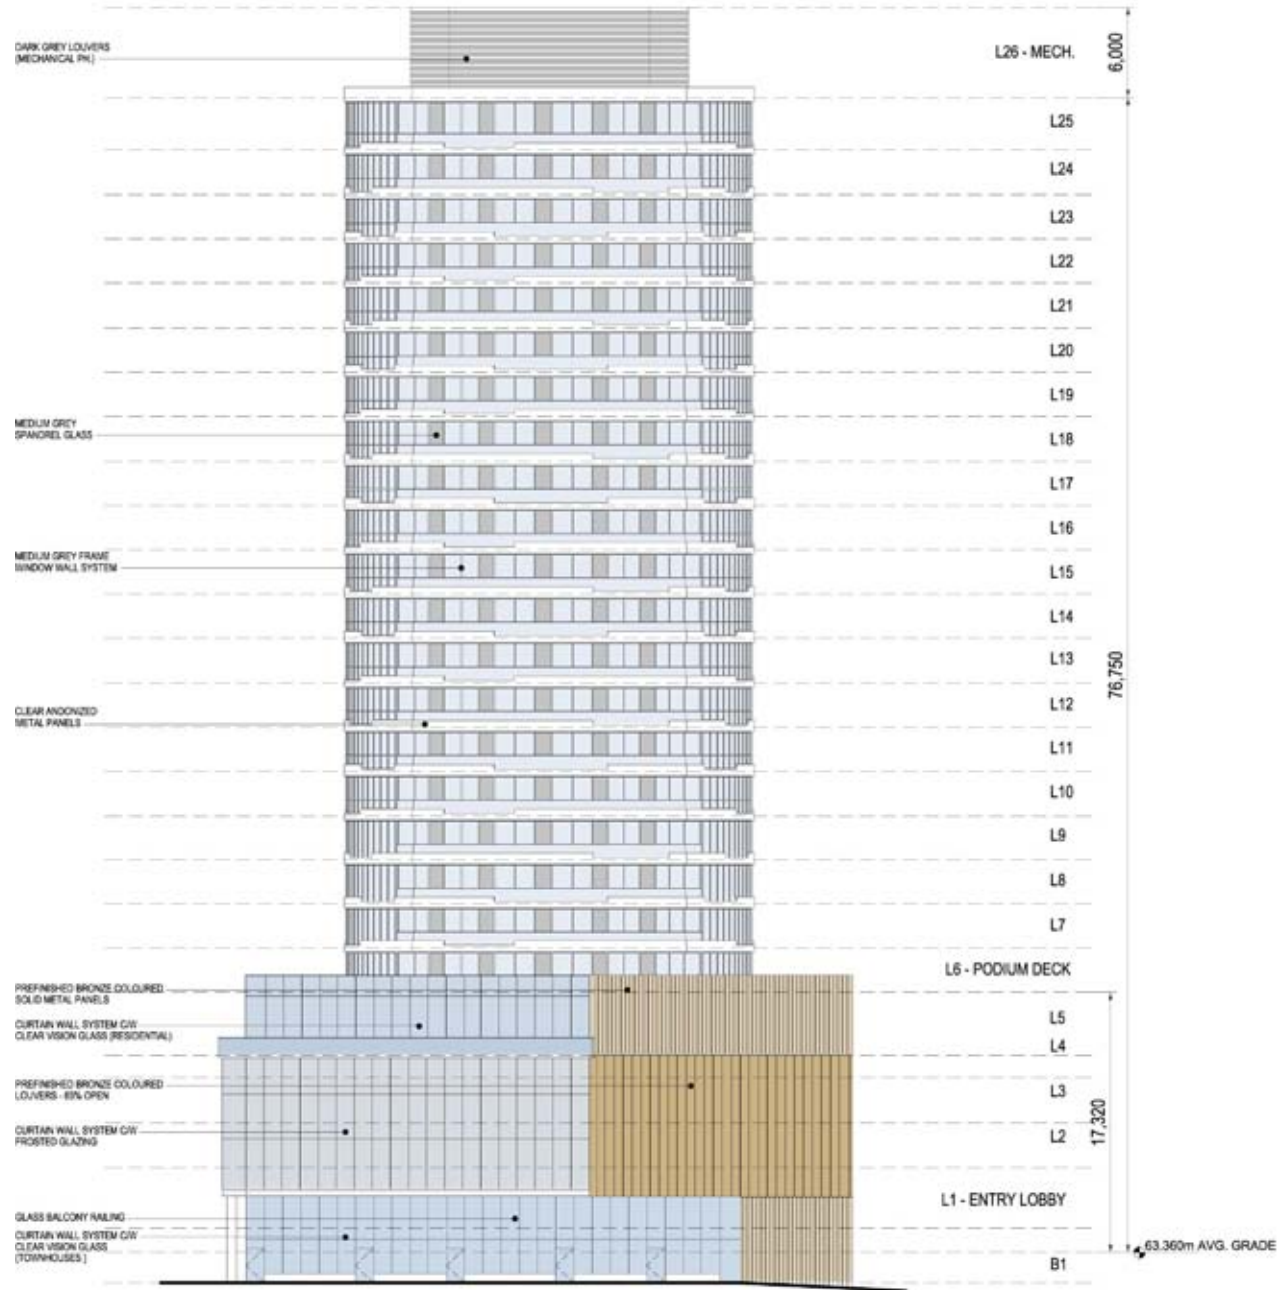 DARK GREY LOUVERS
(MECHANICAL PH.)
L26 - MECH.
6,000
L25
L24
L23
L22
L21
L20
L19
MEDIUM GREY
SPANDREL GLASS
L18
L17
L16
MEDIUM GREY FRAME
WINDOW WALL SYSTEM
L15
L14
L13
76,750
CLEAR ANDONIZED
METAL PANELS
L12
L11
L10
L9
L8
L7
L6 - PODIUM DECK
PREFINISHED BRONZE COLOURED
SOLID METAL PANELS
L5
CURTAIN WALL SYSTEM C/W
CLEAR VISION GLASS (RESIDENTIAL)
L4
PREFINISHED BRONZE COLOURED
LOUVERS - 65% OPEN
L3
17,320
CURTAIN WALL SYSTEM C/W
FROSTED GLAZING
L2
L1 - ENTRY LOBBY
GLASS BALCONY RAILING
CURTAIN WALL SYSTEM C/W
CLEAR VISION GLASS
(TOWNHOUSES )
63.360m AVG. GRADE
B1